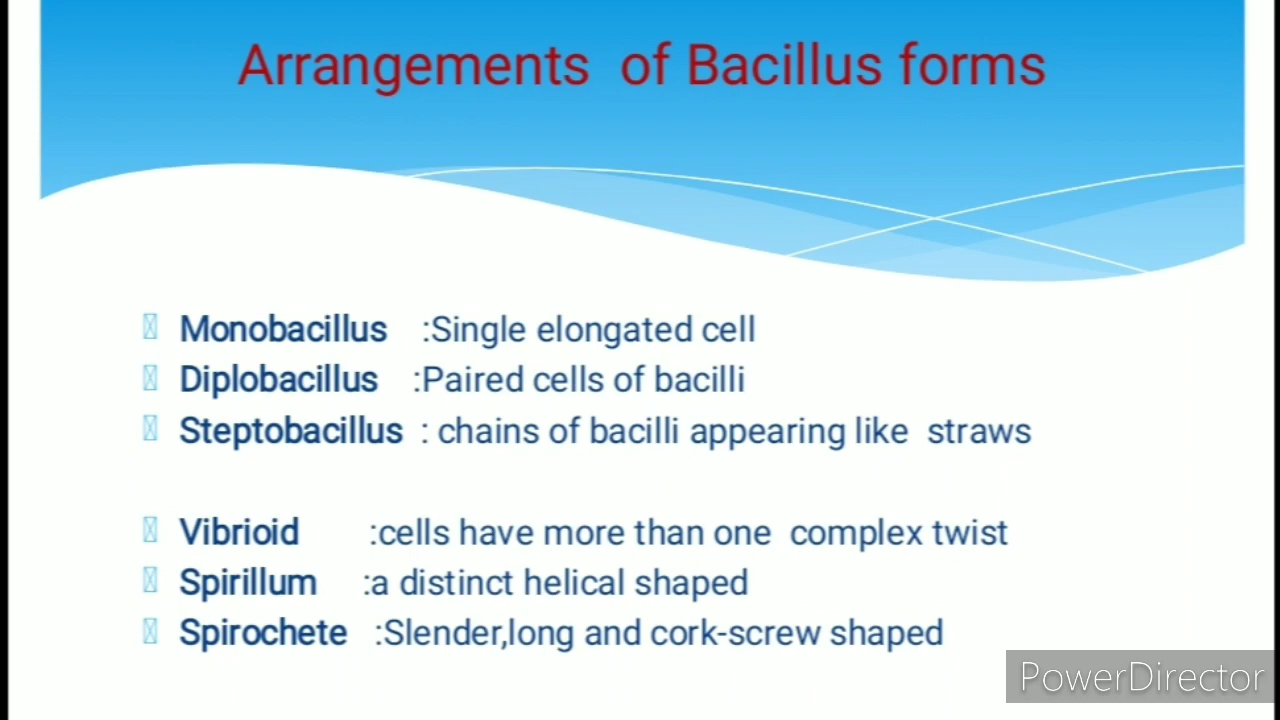 Arrangements of Bacillus forms
Monobacillus :Single elongated cell
Diplobacillus :Paired cells of bacilli
Steptobacillus : chains of bacilli appearing like straws
Vibrioid :cells have more than one complex twist
Spirillum :a distinct helical shaped
Spirochete :Slender,long and cork-screw shaped
PowerDirector